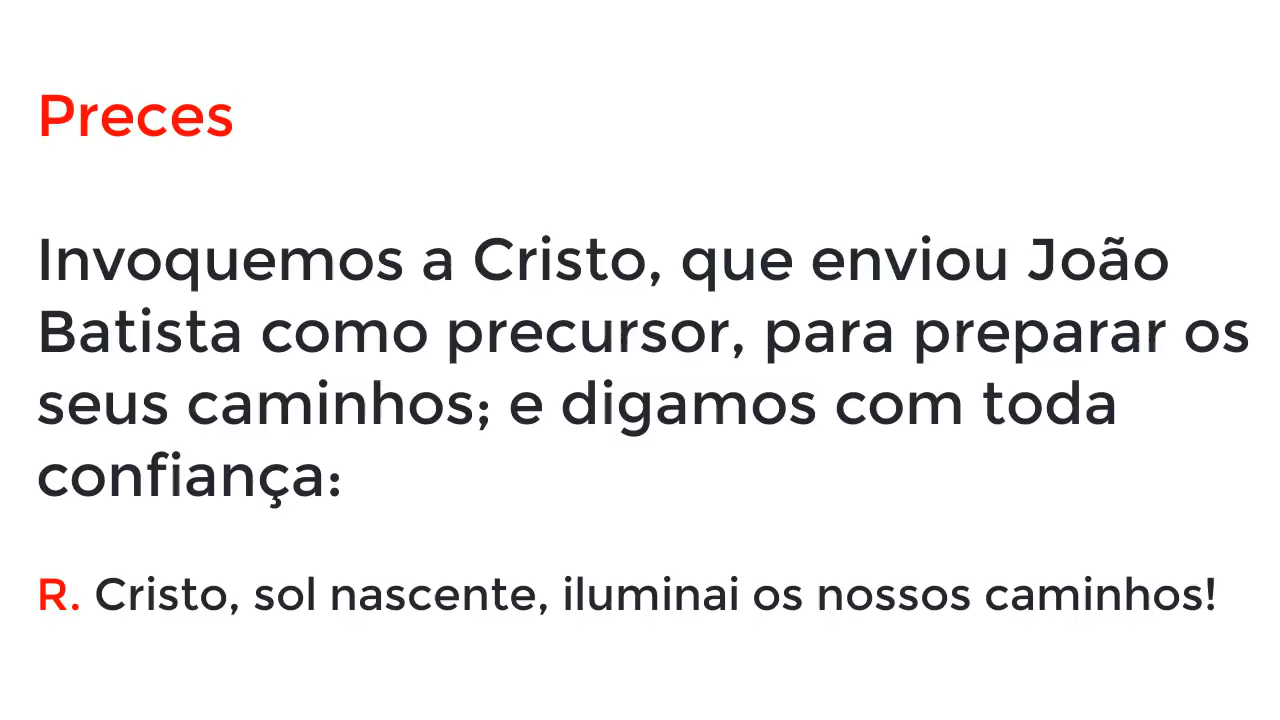 Preces
Invoquemos a Cristo, que enviou João
Batista como precursor, para preparar os
seus caminhos; e digamos com toda
confiança:
R. Cristo, sol nascente, iluminai os nossos caminhos!